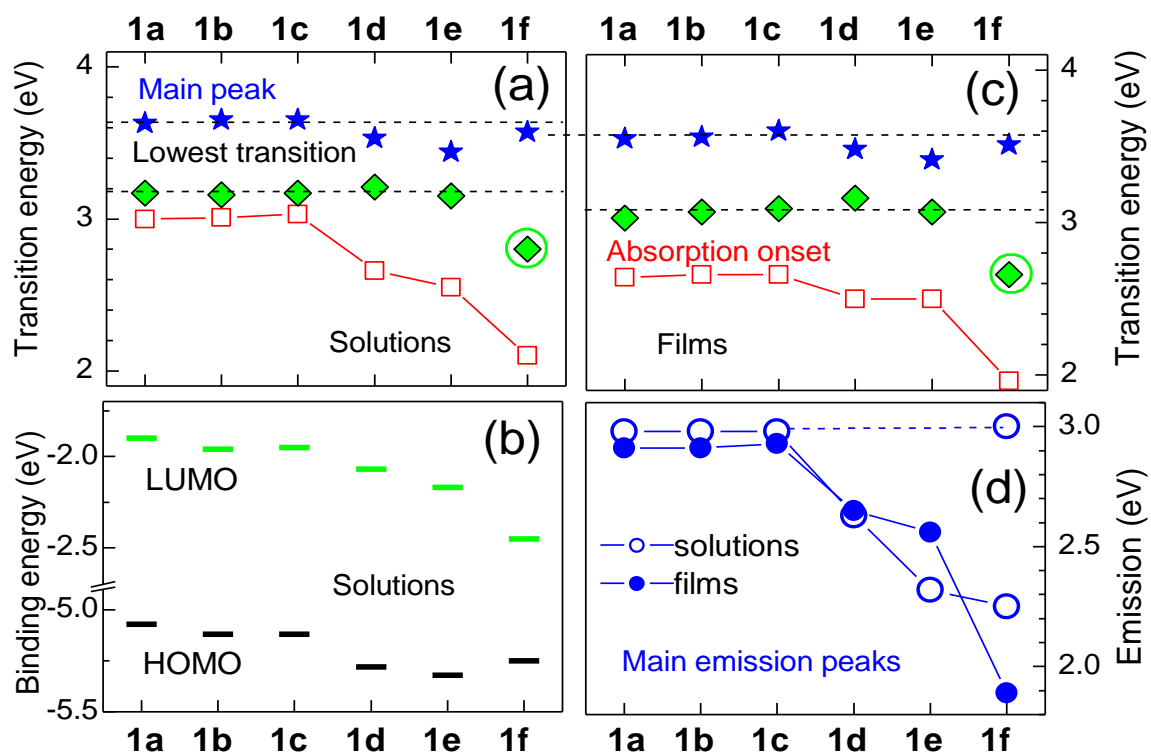 1a 1b 1c 1d 1e 1f 1a 1b 1c 1d 1e 1f
4
3
2
Transition energy (eV)
(a)
Main peak
Lowest transition
Solutions
(c)
Absorption onset
Films
4
3
2
Transition energy (eV)
-2.0
-2.5
-5.0
-5.5
Binding energy (eV)
(b)
LUMO
Solutions
HOMO
(d)
solutions
films
Main emission peaks
3.0
2.5
2.0
Emission (eV)
1a 1b 1c 1d 1e 1f 1a 1b 1c 1d 1e 1f